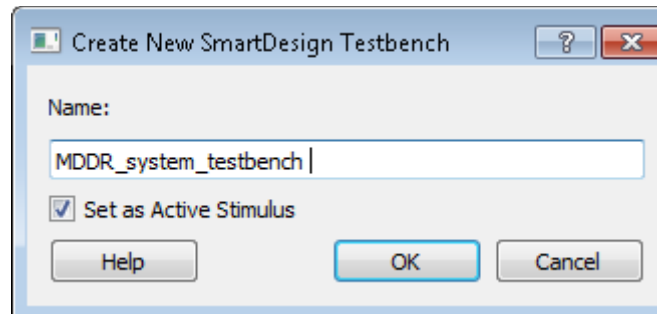 Create New SmartDesign Testbench
Name:
MDDR_system_testbench
Set as Active Stimulus
Help OK Cancel